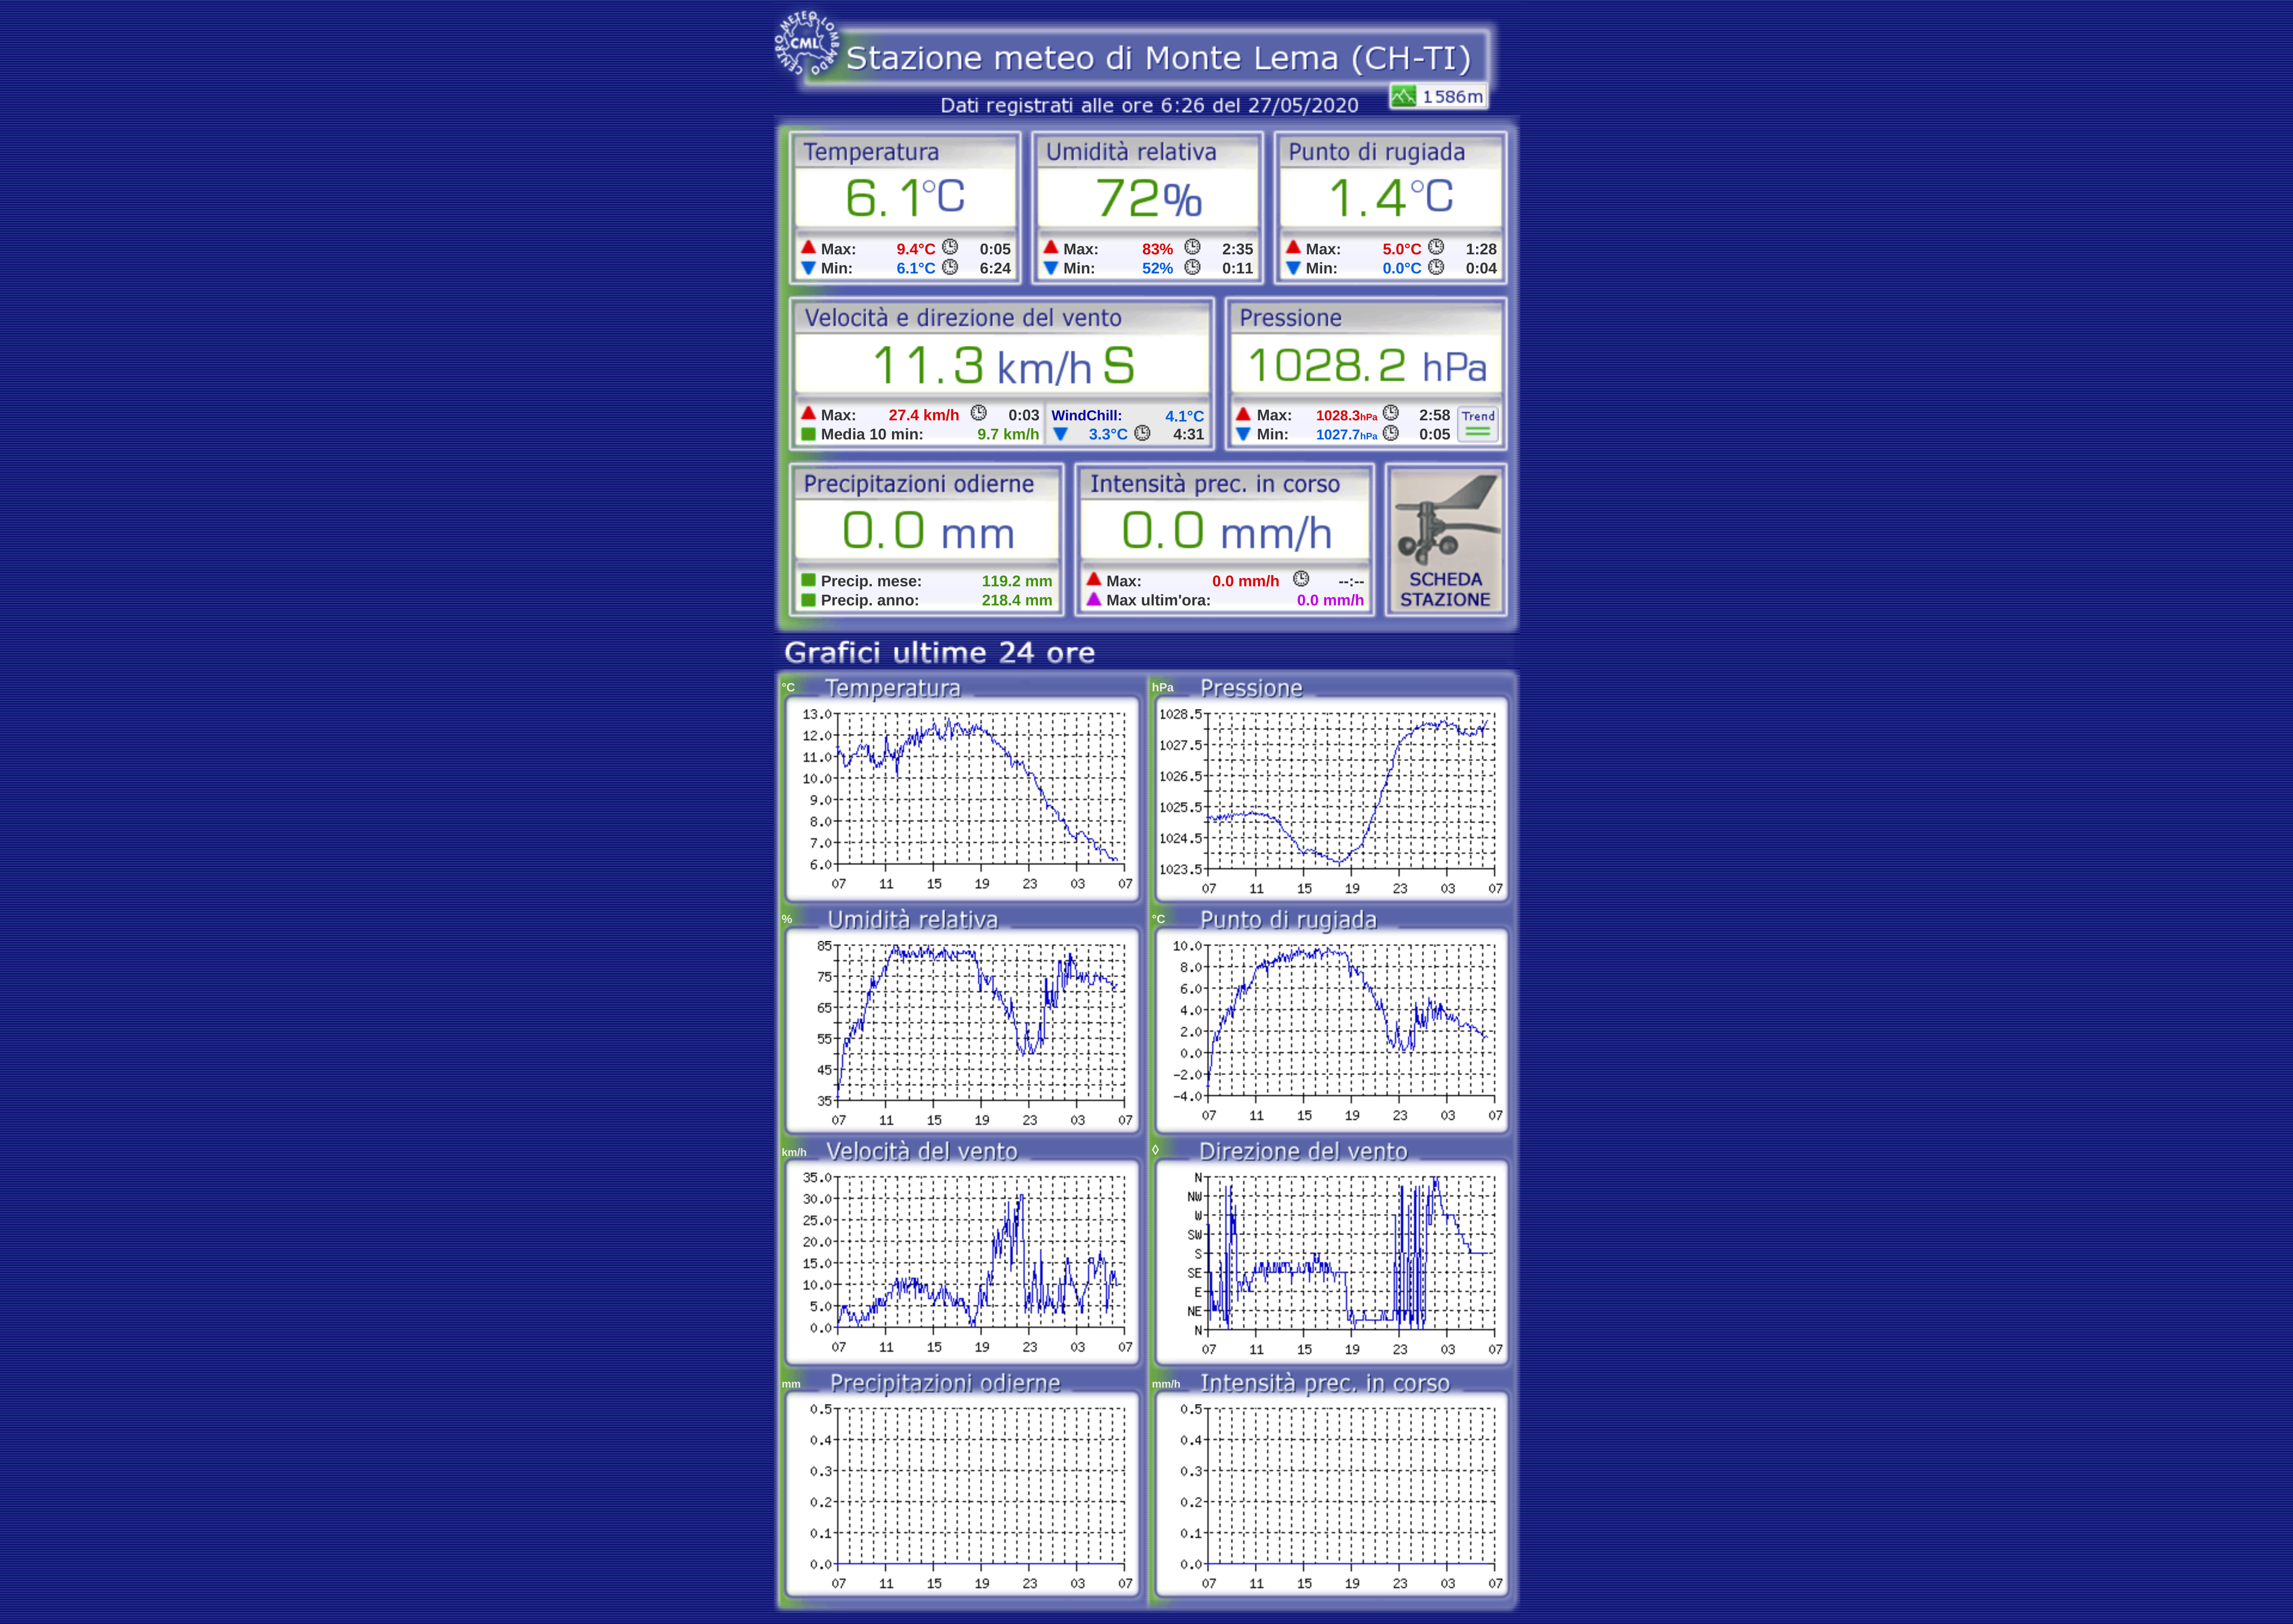 CENTRO METEO LOMBARDO
CML
Stazione meteo di Monte Lema (CH-TI)
Dati registrati alle ore 6:26 del 27/05/2020
1586m
Temperatura
6.1°C
Max: 9.4°C 0:05
Min: 6.1°C 6:24
Umidità relativa
72%
Max: 83% 2:35
Min: 52% 0:11
Punto di rugiada
1.4°C
Max: 5.0°C 1:28
Min: 0.0°C 0:04
Velocità e direzione del vento
11.3 km/h S
Max: 27.4 km/h 0:03
Media 10 min: 9.7 km/h
WindChill: 4.1°C
3.3°C 4:31
Pressione
1028.2 hPa
Max: 1028.3hPa 2:58
Min: 1027.7hPa 0:05
Trend
Precipitazioni odierne
0.0 mm
Precip. mese: 119.2 mm
Precip. anno: 218.4 mm
Intensità prec. in corso
0.0 mm/h
Max: 0.0 mm/h --:--
Max ultim'ora: 0.0 mm/h
SCHEDA
STAZIONE
Grafici ultime 24 ore
°C Temperatura
13.0
12.0
11.0
10.0
9.0
8.0
7.0
6.0
07 11 15 19 23 03 07
hPa Pressione
1028.5
1027.5
1026.5
1025.5
1024.5
1023.5
07 11 15 19 23 03 07
% Umidità relativa
85
75
65
55
45
35
07 11 15 19 23 03 07
°C Punto di rugiada
10.0
8.0
6.0
4.0
2.0
0.0
-2.0
-4.0
07 11 15 19 23 03 07
km/h Velocità del vento
35.0
30.0
25.0
20.0
15.0
10.0
5.0
0.0
07 11 15 19 23 03 07
◊ Direzione del vento
N
NW
W
SW
S
SE
E
NE
N
07 11 15 19 23 03 07
mm Precipitazioni odierne
0.5
0.4
0.3
0.2
0.1
0.0
07 11 15 19 23 03 07
mm/h Intensità prec. in corso
0.5
0.4
0.3
0.2
0.1
0.0
07 11 15 19 23 03 07